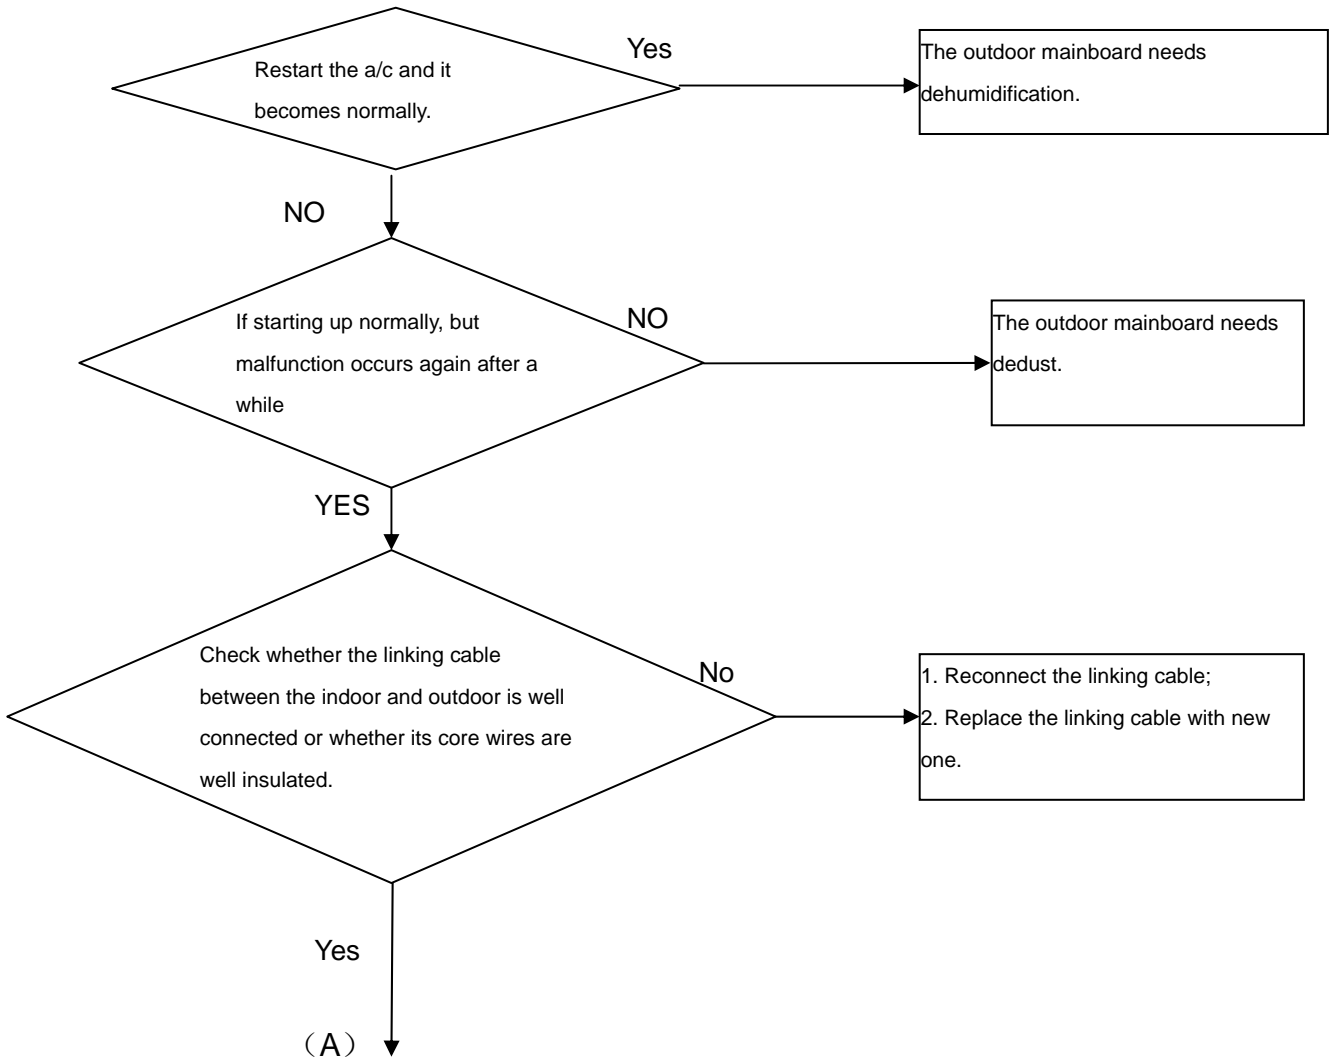 Restart the a/c and it
becomes normally.
Yes
The outdoor mainboard needs
dehumidification.
NO
If starting up normally, but
malfunction occurs again after a
while
NO
The outdoor mainboard needs
dedust.
YES
Check whether the linking cable
between the indoor and outdoor is well
connected or whether its core wires are
well insulated.
No
1. Reconnect the linking cable;
2. Replace the linking cable with new
one.
Yes
（A）